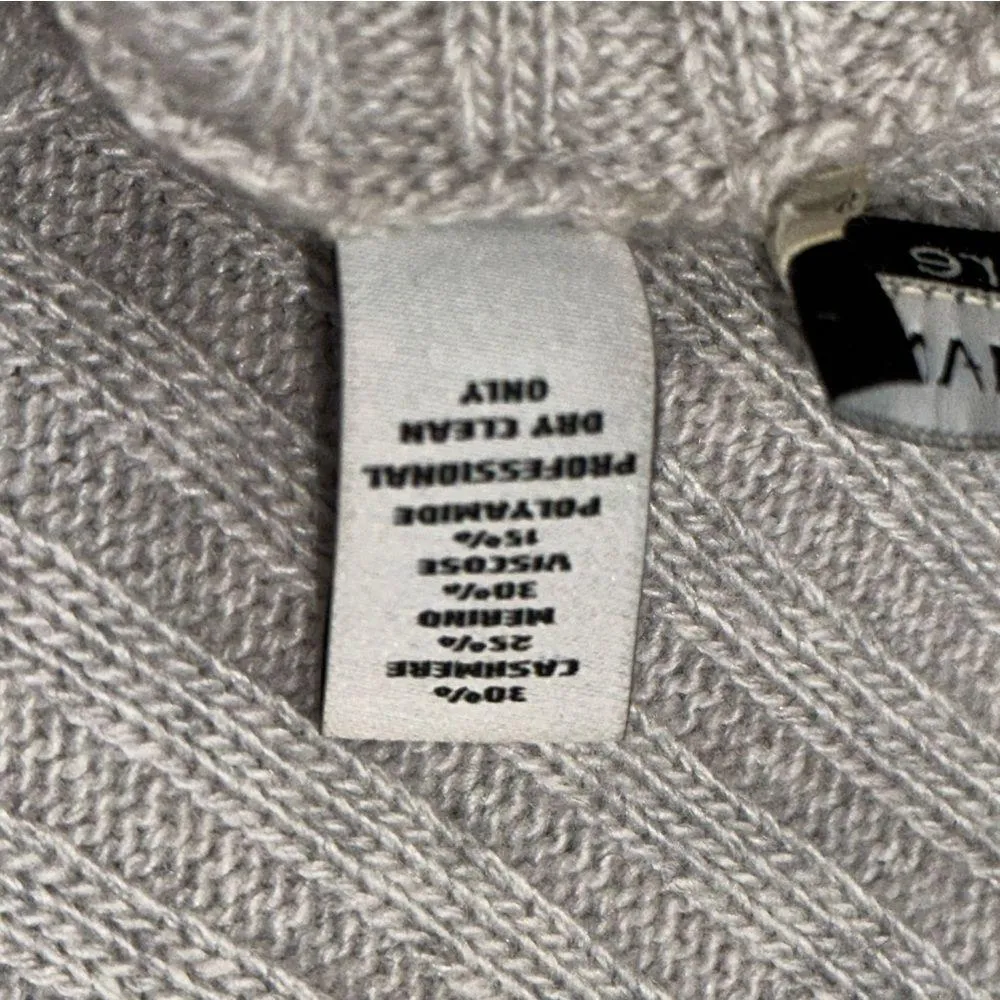 30%
CASHMERE
25%
MERINO
30%
VISCOSE
15%
POLYAMIDE
PROFESSIONAL
DRY CLEAN
ONLY